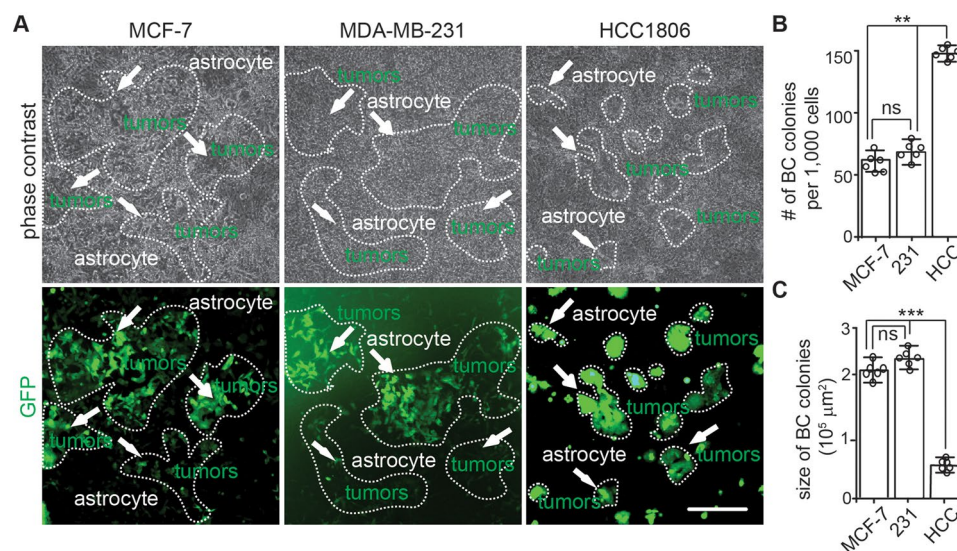 A
MCF-7
MDA-MB-231
HCC1806
phase contrast
astrocyte
tumors
tumors
tumors
tumors
astrocyte
tumors
astrocyte
tumors
astrocyte
tumors
tumors
astrocyte
tumors
tumors
tumors
astrocyte
tumors
GFP
astrocyte
tumors
tumors
tumors
tumors
astrocyte
tumors
astrocyte
tumors
astrocyte
tumors
tumors
astrocyte
tumors
tumors
tumors
astrocyte
tumors
B
**
ns
# of BC colonies
per 1,000 cells
150
100
50
0
MCF-7
231
HCC
C
***
ns
size of BC colonies
(10⁵ µm²)
3
2
1
0
MCF-7
231
HCC